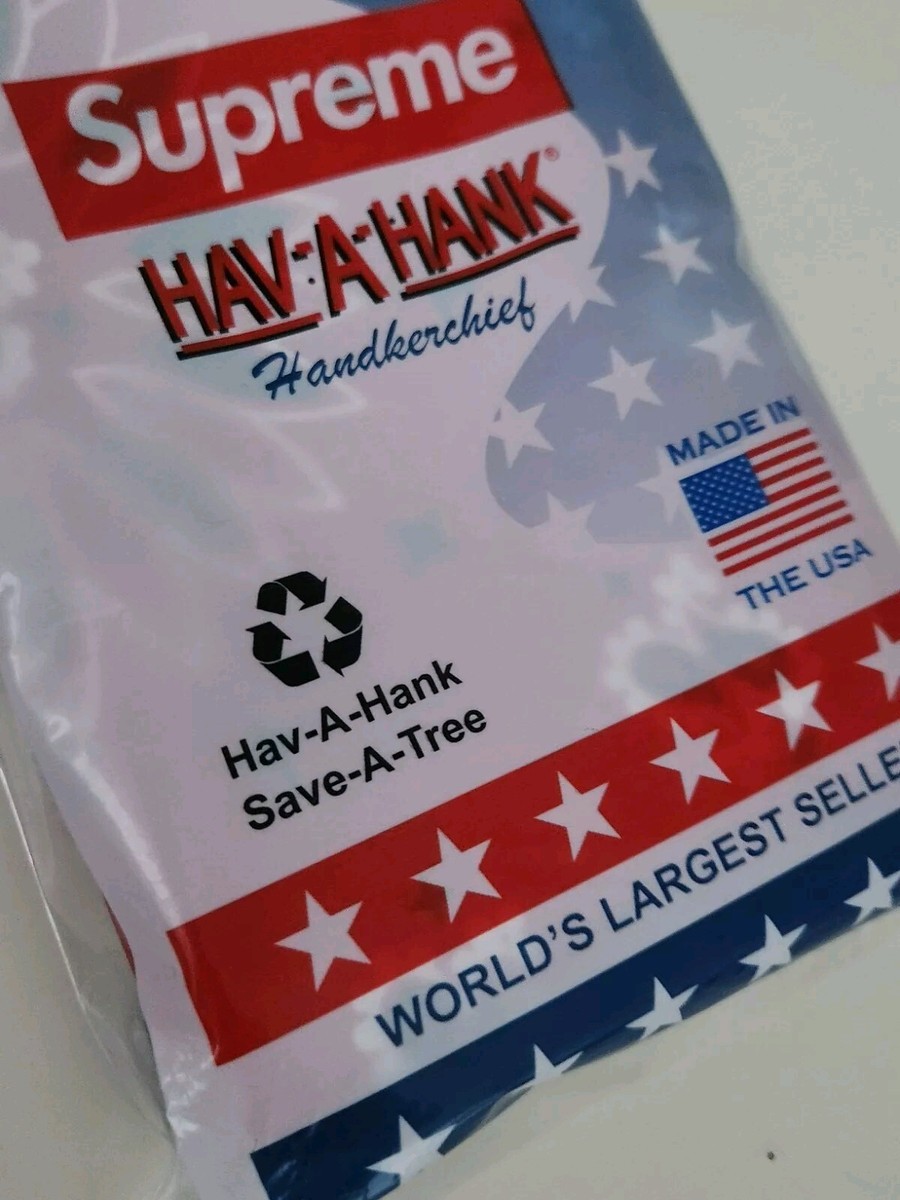 Supreme
HAV-A-HANK®
Handkerchief
MADE IN
THE USA
Hav-A-Hank
Save-A-Tree
WORLD'S LARGEST